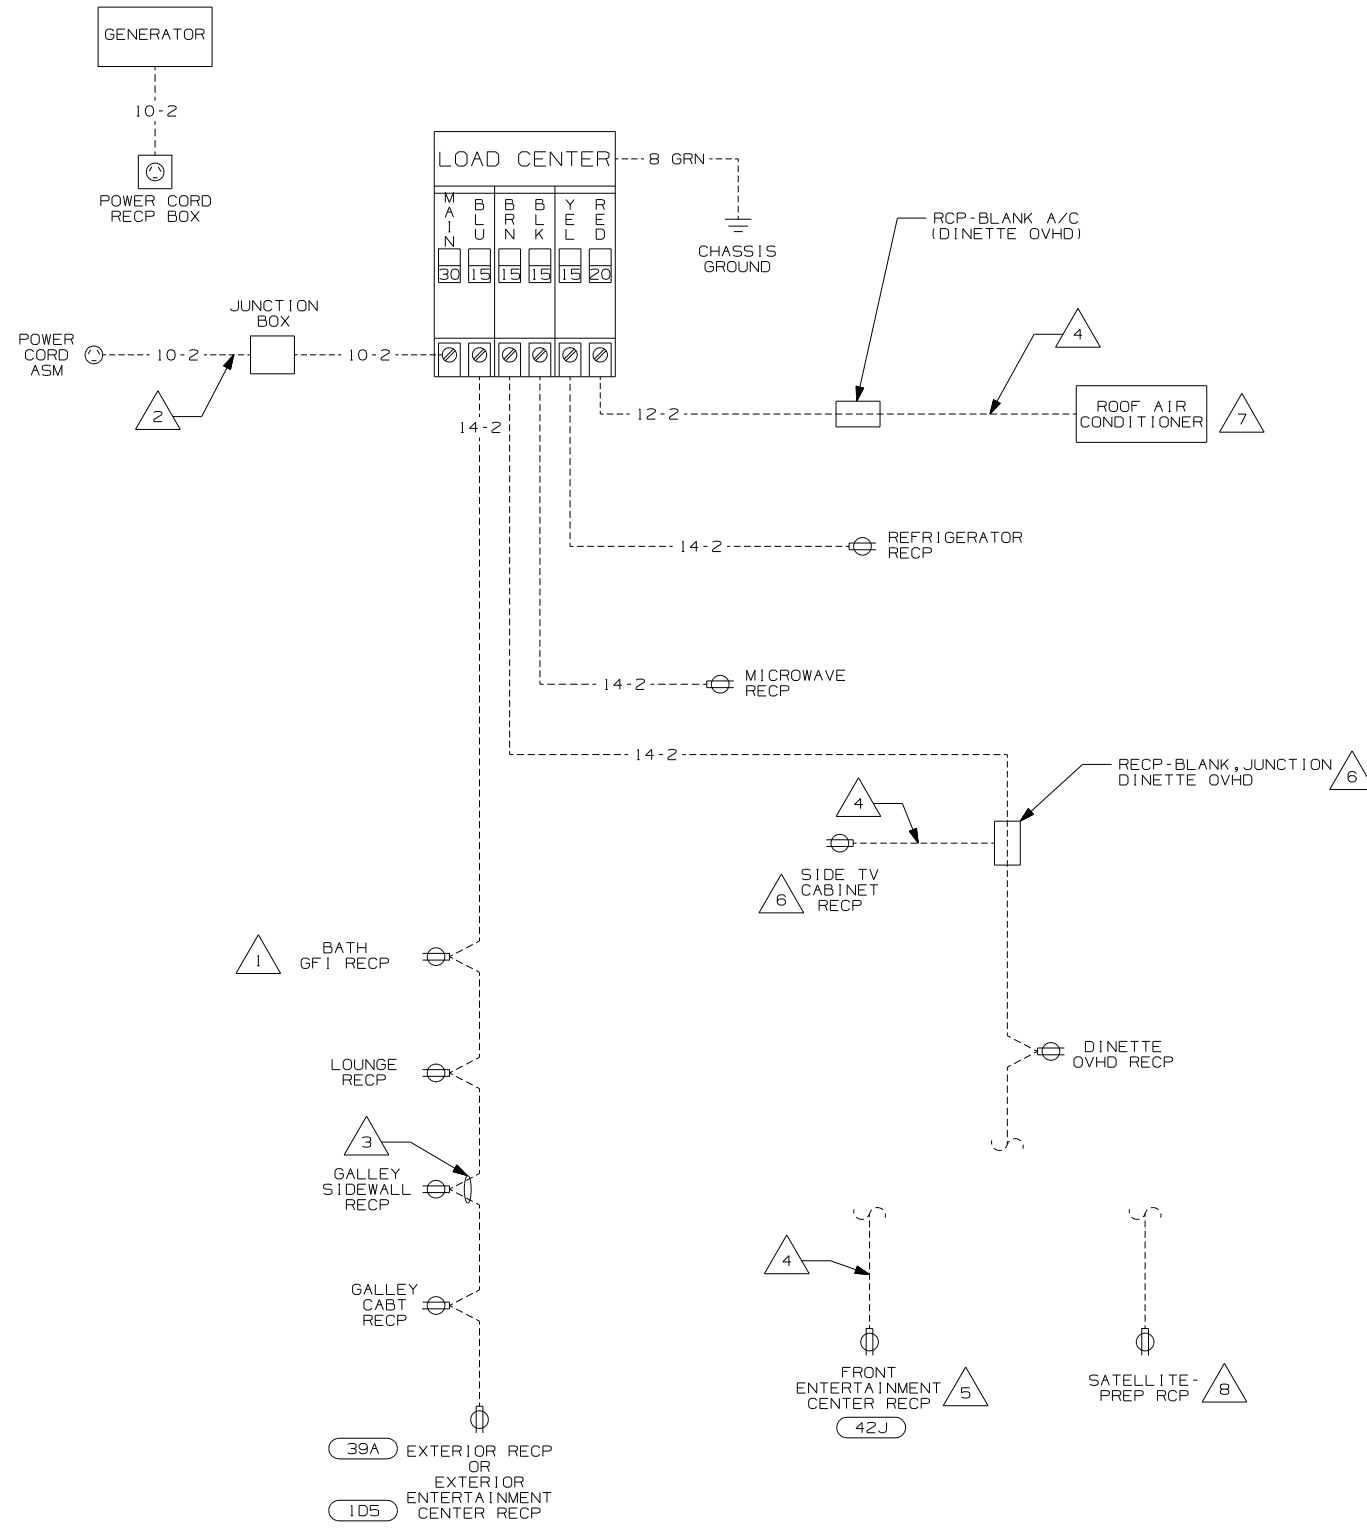 GENERATOR
10-2
POWER CORD
RECP BOX
LOAD CENTER
8 GRN
CHASSIS
GROUND
MAIN
BLU
BRN
BLK
YEL
RED
30
15
15
15
15
20
RCP-BLANK A/C
(DINETTE OVHD)
JUNCTION
BOX
POWER
CORD
ASM
10-2
10-2
2
4
ROOF AIR
CONDITIONER
7
12-2
14-2
14-2
REFRIGERATOR
RECP
14-2
MICROWAVE
RECP
14-2
RECP-BLANK,JUNCTION
DINETTE OVHD
6
4
SIDE TV
CABINET
RECP
6
1
BATH
GFI RECP
LOUNGE
RECP
DINETTE
OVHD RECP
3
GALLEY
SIDEWALL
RECP
4
GALLEY
CABT
RECP
FRONT
ENTERTAINMENT
CENTER RECP
5
42J
SATELLITE-
PREP RCP
8
39A
EXTERIOR RECP
OR
EXTERIOR
ENTERTAINMENT
CENTER RECP
1D5